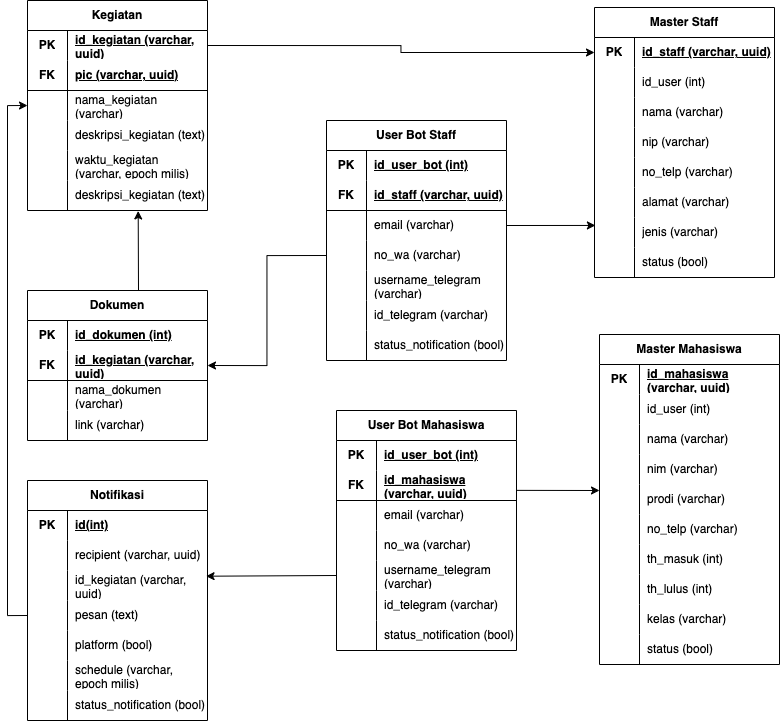 Kegiatan
PK
id_kegiatan (varchar,
uuid)
FK
pic (varchar, uuid)
nama_kegiatan
(varchar)
deskripsi_kegiatan (text)
waktu_kegiatan
(varchar, epoch milis)
deskripsi_kegiatan (text)
Master Staff
PK
id_staff (varchar, uuid)
id_user (int)
nama (varchar)
nip (varchar)
no_telp (varchar)
alamat (varchar)
jenis (varchar)
status (bool)
User Bot Staff
PK
id_user_bot (int)
FK
id_staff (varchar, uuid)
email (varchar)
no_wa (varchar)
username_telegram
(varchar)
id_telegram (varchar)
status_notification (bool)
Dokumen
PK
id_dokumen (int)
FK
id_kegiatan (varchar,
uuid)
nama_dokumen
(varchar)
link (varchar)
Master Mahasiswa
PK
id_mahasiswa
(varchar, uuid)
id_user (int)
nama (varchar)
nim (varchar)
prodi (varchar)
no_telp (varchar)
th_masuk (int)
th_lulus (int)
kelas (varchar)
status (bool)
User Bot Mahasiswa
PK
id_user_bot (int)
FK
id_mahasiswa
(varchar, uuid)
email (varchar)
no_wa (varchar)
username_telegram
(varchar)
id_telegram (varchar)
status_notification (bool)
Notifikasi
PK
id(int)
recipient (varchar, uuid)
id_kegiatan (varchar,
uuid)
pesan (text)
platform (bool)
schedule (varchar,
epoch milis)
status_notification (bool)